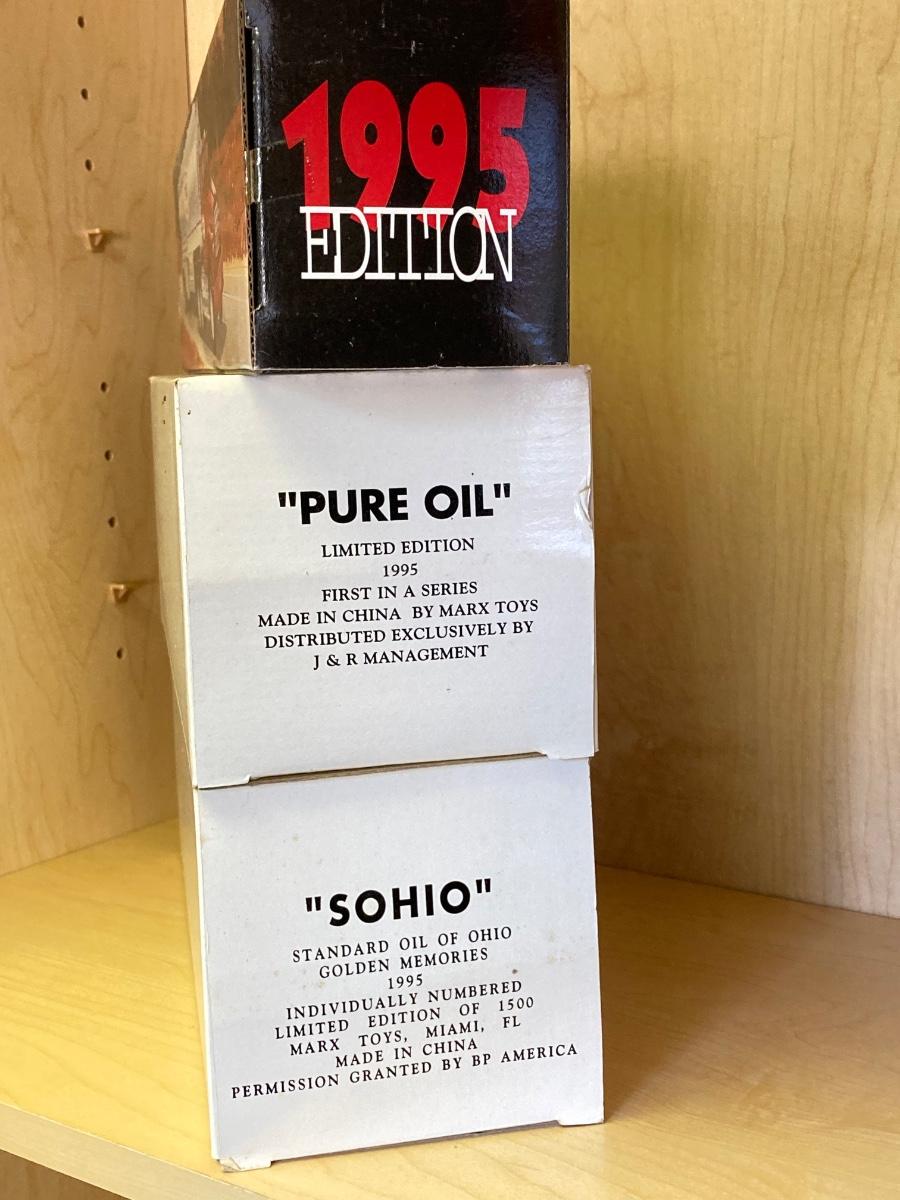 1995
EDITION
"PURE OIL"
LIMITED EDITION
1995
FIRST IN A SERIES
MADE IN CHINA BY MARX TOYS
DISTRIBUTED EXCLUSIVELY BY
J & R MANAGEMENT
"SOHIO"
STANDARD OIL OF OHIO
GOLDEN MEMORIES
1995
INDIVIDUALLY NUMBERED
LIMITED EDITION OF 1500
MARX TOYS, MIAMI, FL
MADE IN CHINA
PERMISSION GRANTED BY BP AMERICA